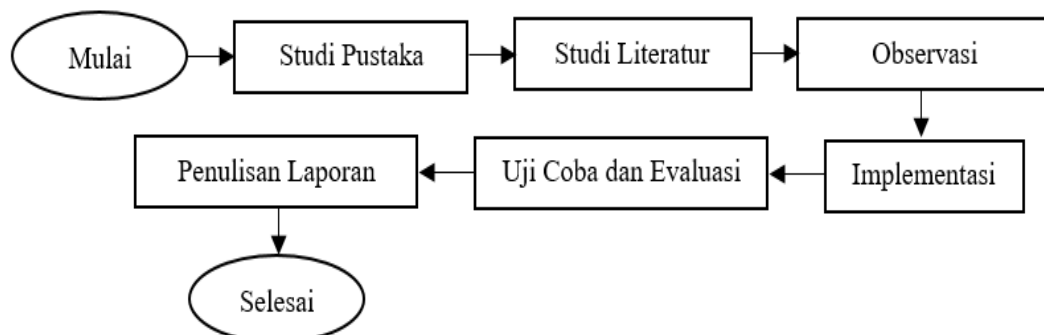 Mulai
Studi Pustaka
Studi Literatur
Observasi
Implementasi
Uji Coba dan Evaluasi
Penulisan Laporan
Selesai